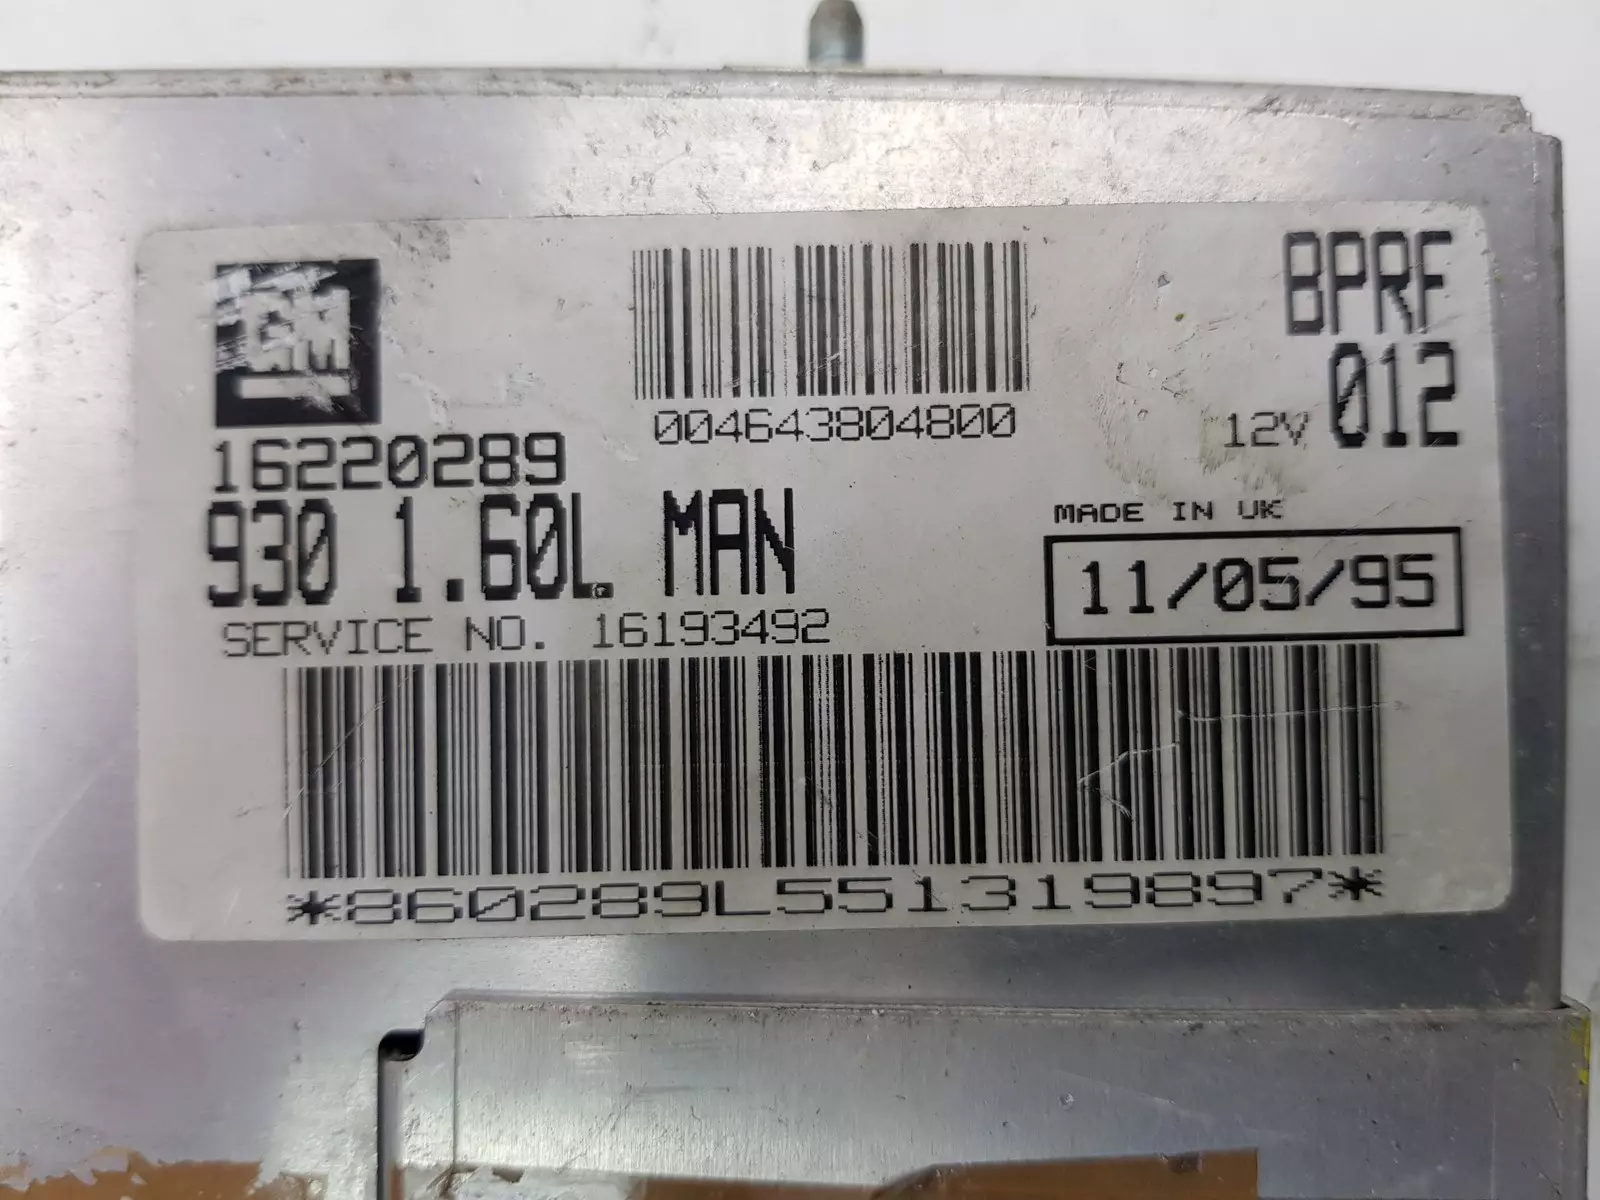 GM
16220289
004643804800
BPRF
12V 012
930 1.60L MAN
MADE IN UK
11/05/95
SERVICE NO. 16193492
*860289L551319897*